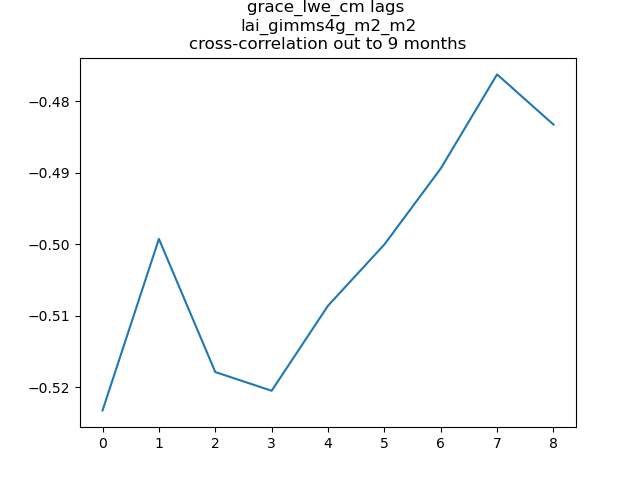 grace_lwe_cm lags
lai_gimms4g_m2_m2
cross-correlation out to 9 months
−0.48
−0.49
−0.50
−0.51
−0.52
0 1 2 3 4 5 6 7 8